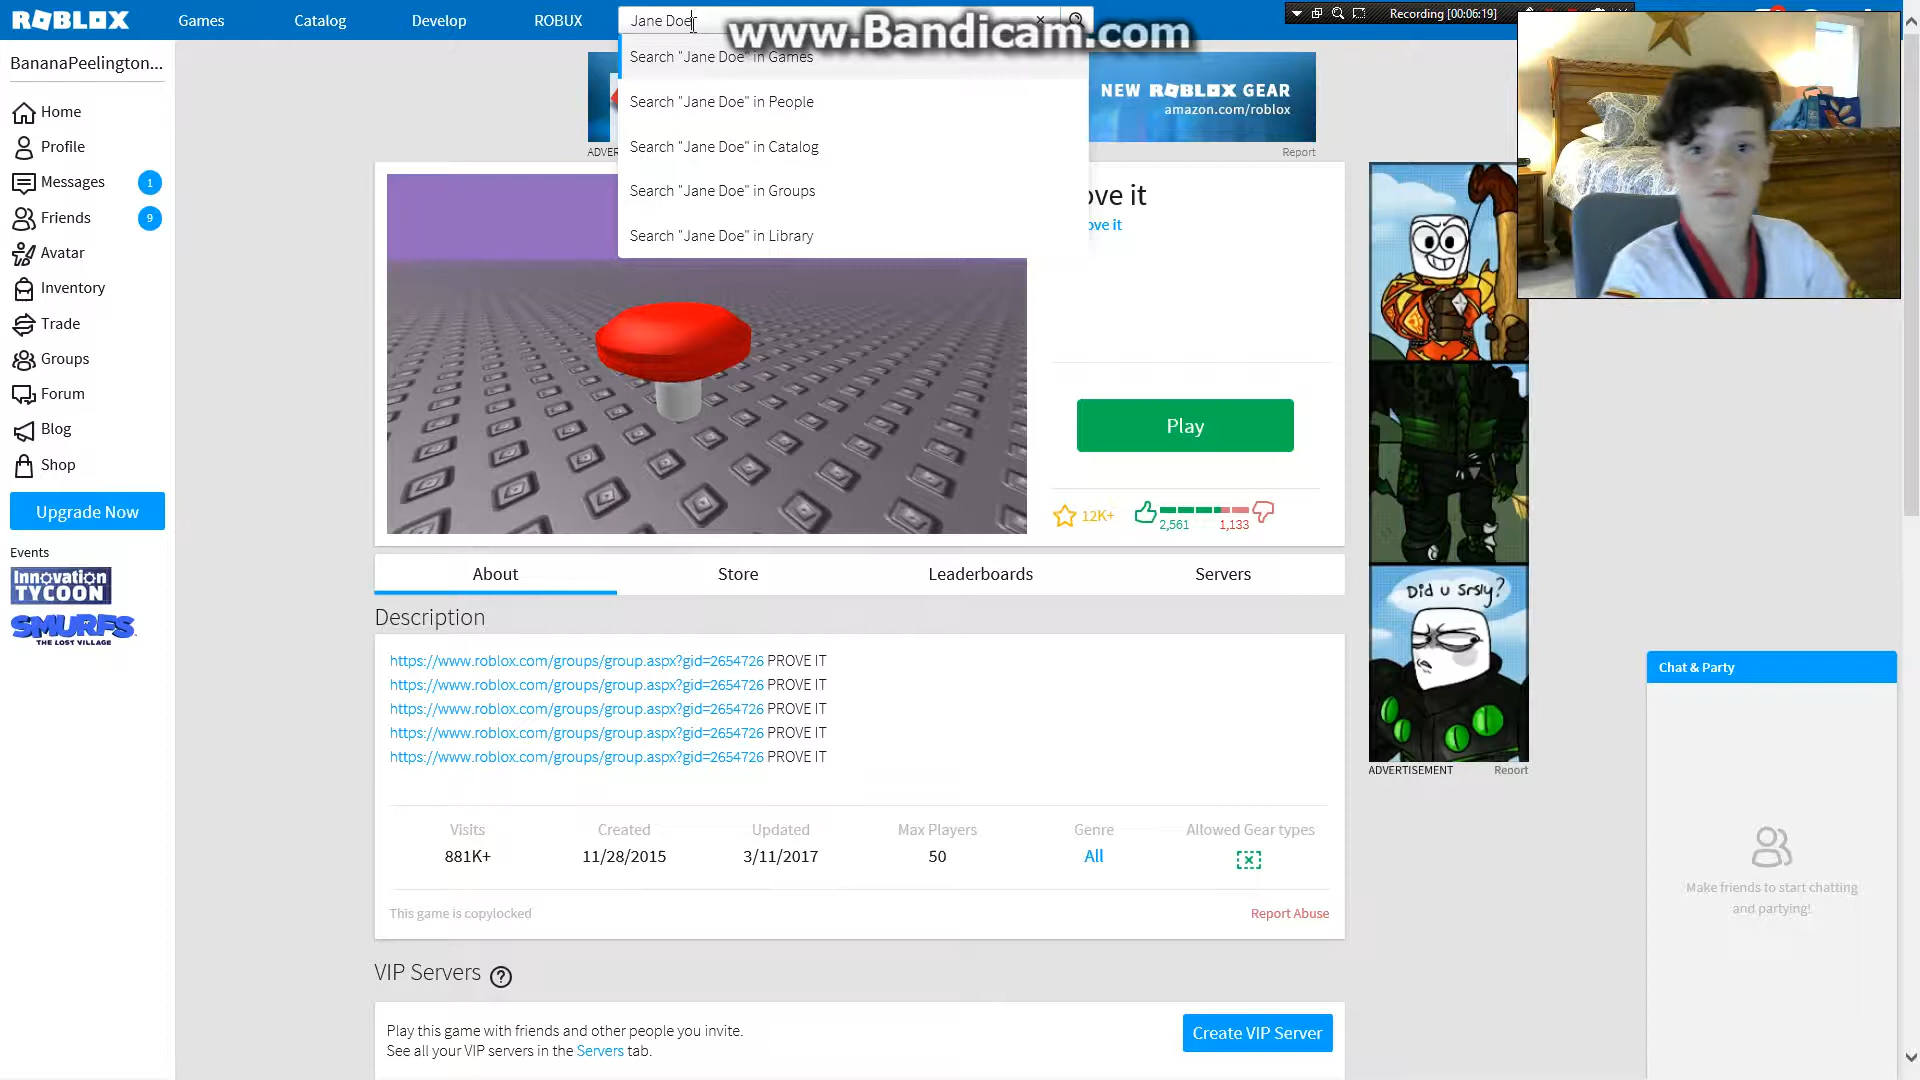 ROBLOX
Games
Catalog
Develop
ROBUX
Jane Doe
www.Bandicam.com
Recording [00:06:19]
Search "Jane Doe" in Games
Search "Jane Doe" in People
Search "Jane Doe" in Catalog
Search "Jane Doe" in Groups
Search "Jane Doe" in Library
BananaPeelington...
Home
Profile
Messages
1
Friends
9
Avatar
Inventory
Trade
Groups
Forum
Blog
Shop
Upgrade Now
Events
Innovation
TYCOON
SMURFS
THE LOST VILLAGE
NEW ROBLOX GEAR
amazon.com/roblox
ADVER
Report
ove it
ove it
Play
12K+
2,561
1,133
About
Store
Leaderboards
Servers
Description
https://www.roblox.com/groups/group.aspx?gid=2654726 PROVE IT
https://www.roblox.com/groups/group.aspx?gid=2654726 PROVE IT
https://www.roblox.com/groups/group.aspx?gid=2654726 PROVE IT
https://www.roblox.com/groups/group.aspx?gid=2654726 PROVE IT
https://www.roblox.com/groups/group.aspx?gid=2654726 PROVE IT
Visits
Created
Updated
Max Players
Genre
Allowed Gear types
881K+
11/28/2015
3/11/2017
50
All
This game is copylocked
Report Abuse
VIP Servers
Play this game with friends and other people you invite.
See all your VIP servers in the Servers tab.
Create VIP Server
Did u srsly?
ADVERTISEMENT
Report
Chat & Party
Make friends to start chatting
and partying!